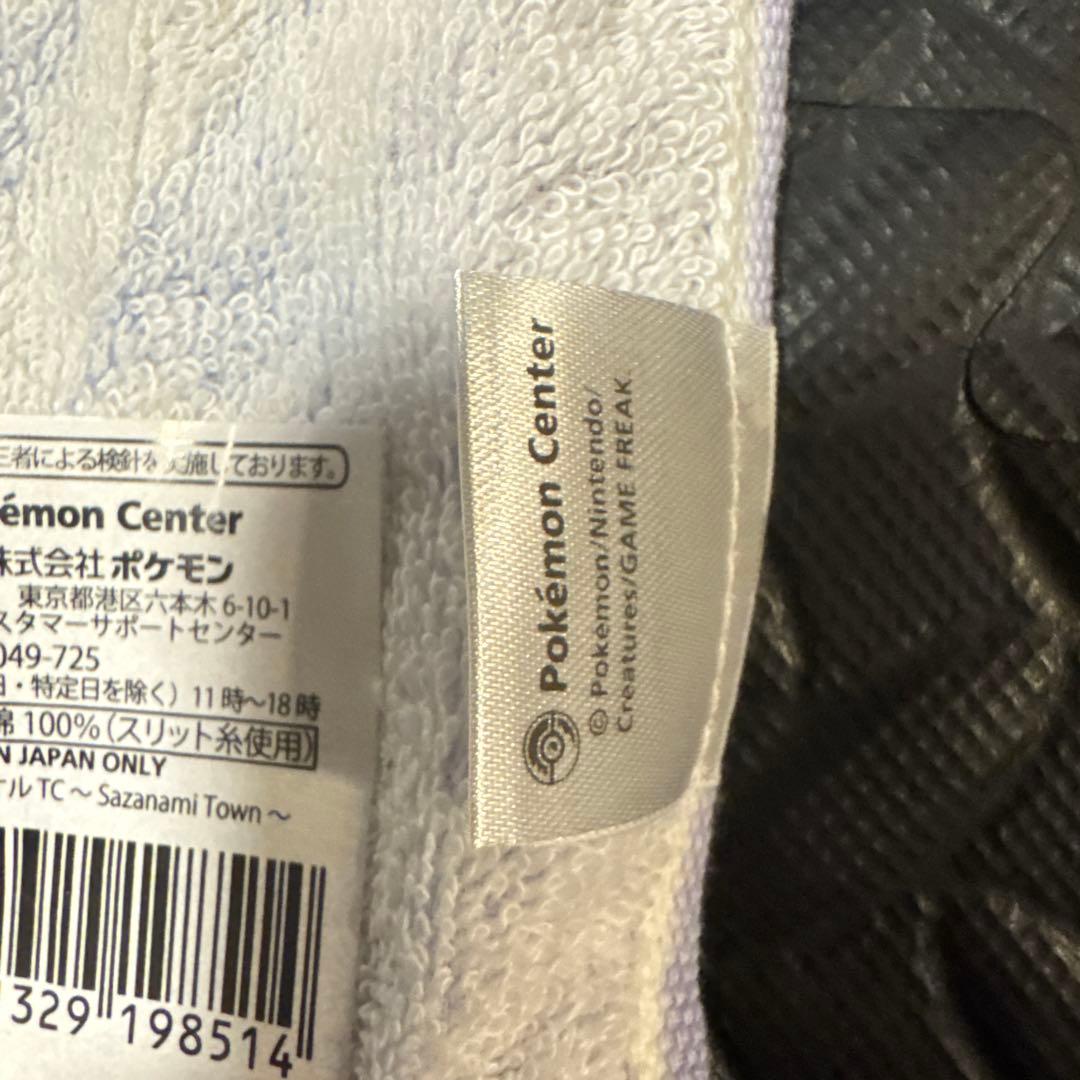 三者による検針を実施しております。
émon Center
株式会社 ポケモン
東京都港区六本木 6-10-1
スタマーサポートセンター
049-725
日・特定日を除く）11時〜18時
綿 100%（スリット糸使用）
N JAPAN ONLY
ル TC 〜 Sazanami Town 〜
329 198514
Pokémon Center
© Pokémon/Nintendo/
Creatures/GAME FREAK